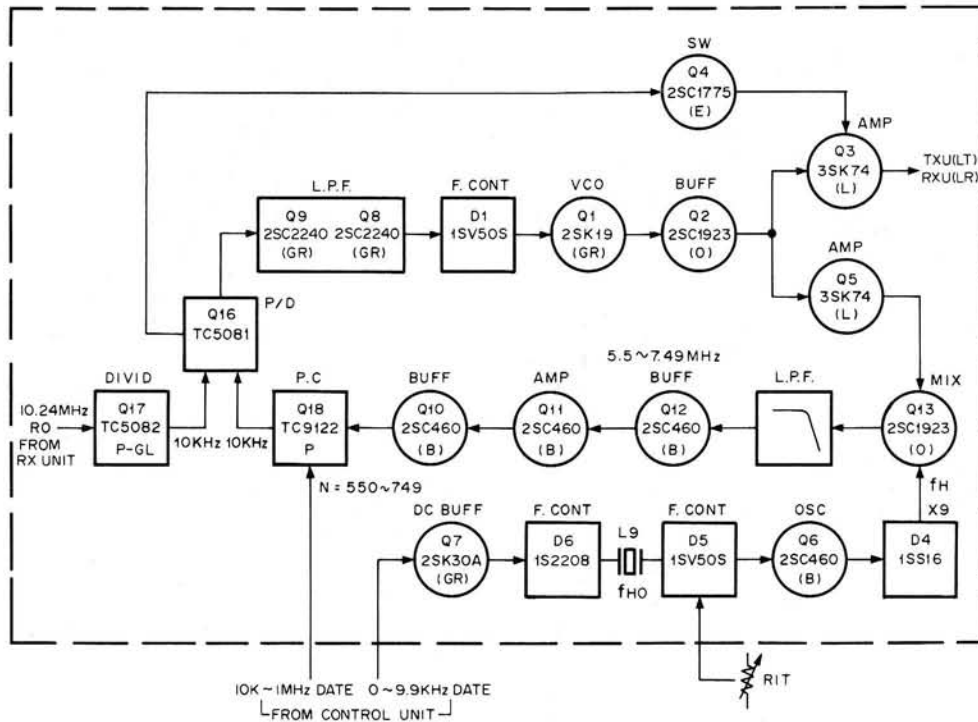 SW
Q4
2SC1775
(E)
AMP
Q3
3SK74
(L)
TXU(LT)
RXU(LR)
L.P.F.
Q9
2SC2240
(GR)
Q8
2SC2240
(GR)
F. CONT
D1
1SV50S
VCO
Q1
2SK19
(GR)
BUFF
Q2
2SC1923
(O)
AMP
Q5
3SK74
(L)
P/D
Q16
TC5081
5.5~7.49MHz
DIVID
Q17
TC5082
P-GL
10.24MHz
RO
FROM
RX UNIT
10KHz
10KHz
P.C
Q18
TC9122
P
BUFF
Q10
2SC460
(B)
AMP
Q11
2SC460
(B)
BUFF
Q12
2SC460
(B)
L.P.F.
MIX
Q13
2SC1923
(O)
N = 550~749
fH
X9
DC BUFF
Q7
2SK30A
(GR)
F. CONT
D6
1S2208
L9
fHO
F. CONT
D5
1SV50S
OSC
Q6
2SC460
(B)
D4
1SS16
RIT
10K~1MHz DATE
0~9.9KHz DATE
FROM CONTROL UNIT